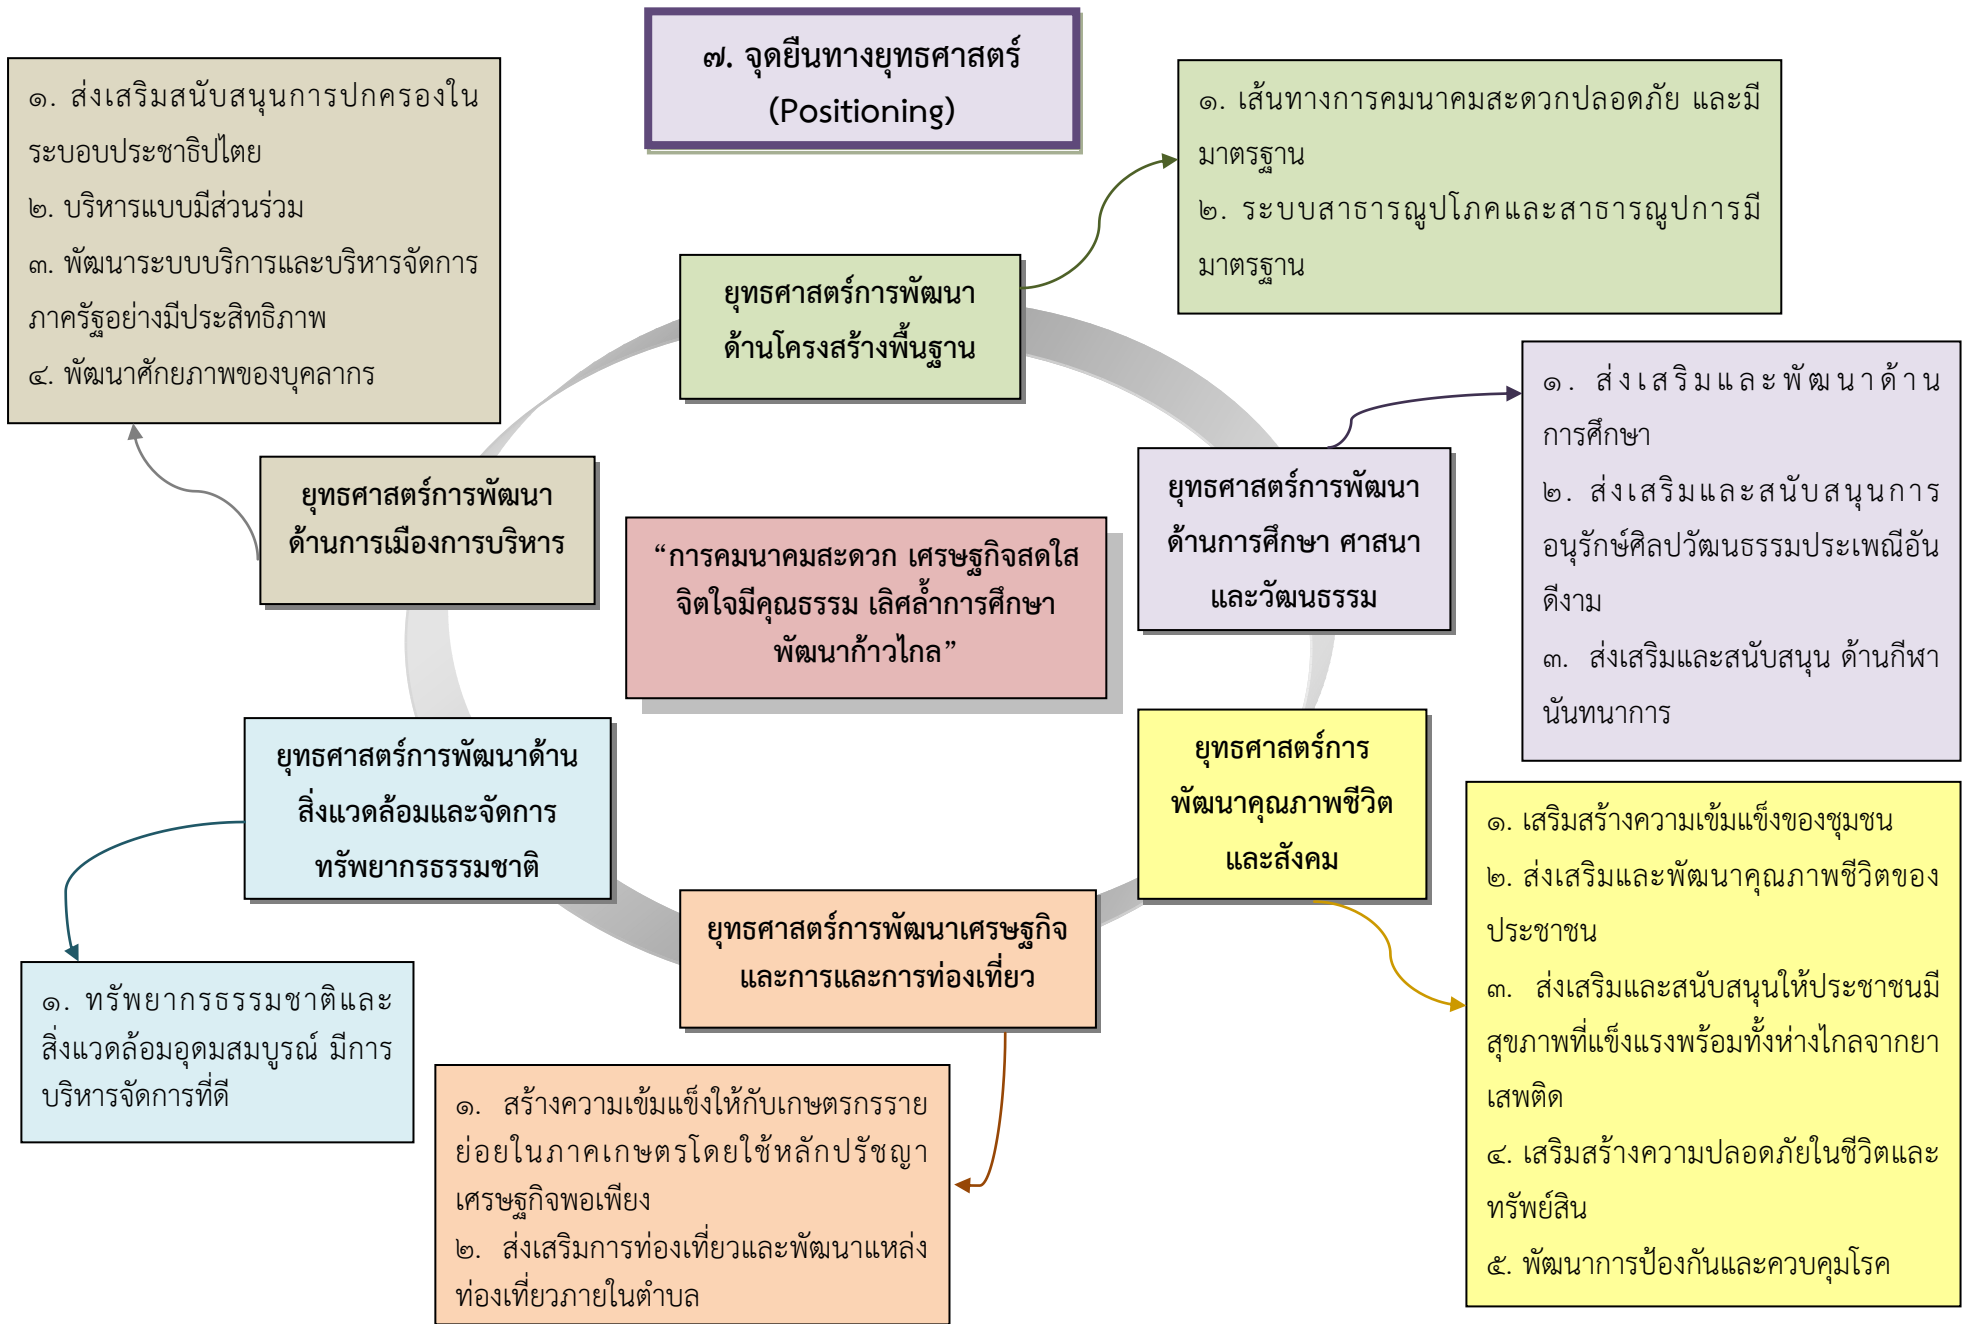 ๗. จุดยืนทางยุทธศาสตร์
(Positioning)
๑. ส่งเสริมสนับสนุนการปกครองใน
ระบอบประชาธิปไตย
๒. บริหารแบบมีส่วนร่วม
๓. พัฒนาระบบบริการและบริหารจัดการ
ภาครัฐอย่างมีประสิทธิภาพ
๔. พัฒนาศักยภาพของบุคลากร
๑. เส้นทางการคมนาคมสะดวกปลอดภัย และมี
มาตรฐาน
๒. ระบบสาธารณูปโภคและสาธารณูปการมี
มาตรฐาน
ยุทธศาสตร์การพัฒนา
ด้านโครงสร้างพื้นฐาน
๑. ส่งเสริมและพัฒนาด้าน
การศึกษา
๒. ส่งเสริมและสนับสนุนการ
อนุรักษ์ศิลปวัฒนธรรมประเพณีอัน
ดีงาม
๓. ส่งเสริมและสนับสนุน ด้านกีฬา
นันทนาการ
ยุทธศาสตร์การพัฒนา
ด้านการเมืองการบริหาร
ยุทธศาสตร์การพัฒนา
ด้านการศึกษา ศาสนา
และวัฒนธรรม
“การคมนาคมสะดวก เศรษฐกิจสดใส
จิตใจมีคุณธรรม เลิศล้ำการศึกษา
พัฒนาก้าวไกล”
ยุทธศาสตร์การพัฒนาด้าน
สิ่งแวดล้อมและจัดการ
ทรัพยากรธรรมชาติ
ยุทธศาสตร์การ
พัฒนาคุณภาพชีวิต
และสังคม
๑. เสริมสร้างความเข้มแข็งของชุมชน
๒. ส่งเสริมและพัฒนาคุณภาพชีวิตของ
ประชาชน
๓. ส่งเสริมและสนับสนุนให้ประชาชนมี
สุขภาพที่แข็งแรงพร้อมทั้งห่างไกลจากยา
เสพติด
๔. เสริมสร้างความปลอดภัยในชีวิตและ
ทรัพย์สิน
๕. พัฒนาการป้องกันและควบคุมโรค
ยุทธศาสตร์การพัฒนาเศรษฐกิจ
และการและการท่องเที่ยว
๑. ทรัพยากรธรรมชาติและ
สิ่งแวดล้อมอุดมสมบูรณ์ มีการ
บริหารจัดการที่ดี
๑. สร้างความเข้มแข็งให้กับเกษตรกรราย
ย่อยในภาคเกษตรโดยใช้หลักปรัชญา
เศรษฐกิจพอเพียง
๒. ส่งเสริมการท่องเที่ยวและพัฒนาแหล่ง
ท่องเที่ยวภายในตำบล